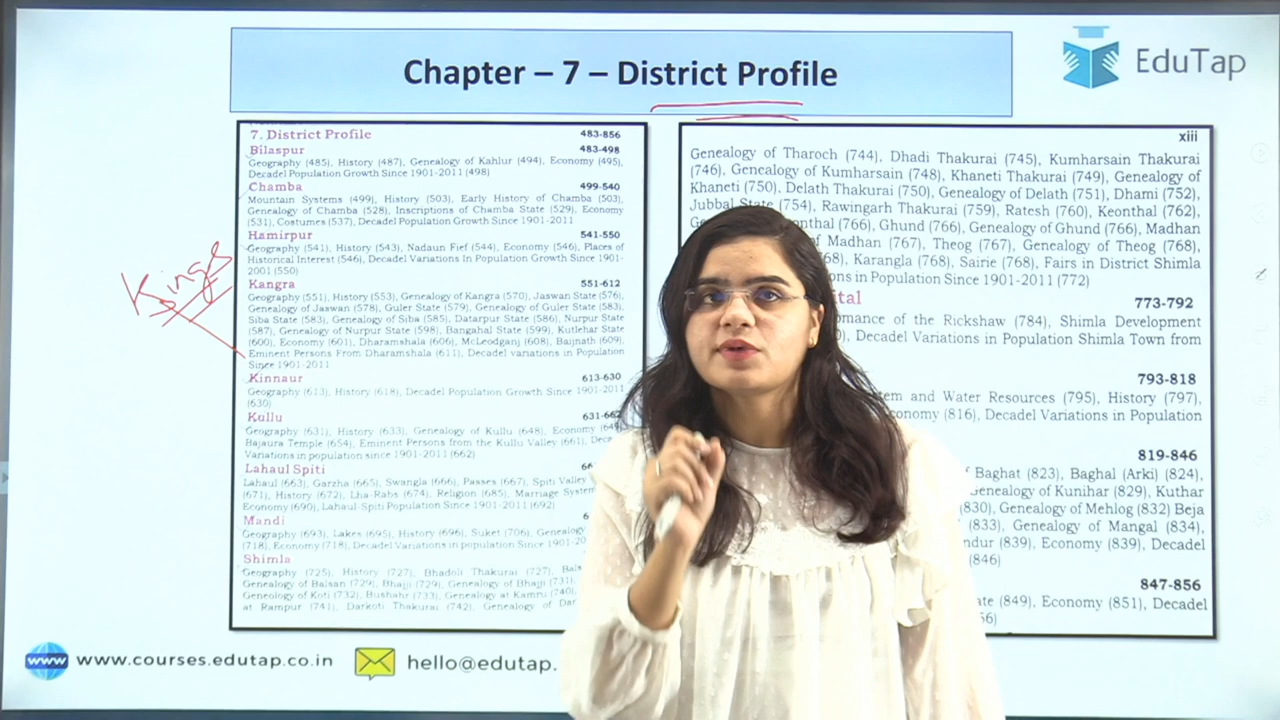 Chapter – 7 – District Profile
EduTap
7. District Profile 483-856
Bilaspur 483-498
Geography (485), History (487), Genealogy of Kahlur (494), Economy (495),
Decadel Population Growth Since 1901-2011 (498)
Chamba 499-540
Mountain Systems (499), History (503), Early History of Chamba (503),
Genealogy of Chamba (528), Inscriptions of Chamba State (529), Economy
(531), Costumes (537), Decadel Population Growth Since 1901-2011
Hamirpur 541-550
Geography (541), History (543), Nadaun Fief (544), Economy (546), Places of
Historical Interest (546), Decadel Variations In Population Growth Since 1901-
2001 (550)
Kangra 551-612
Geography (551), History (553), Genealogy of Kangra (570), Jaswan State (576),
Genealogy of Jaswan (578), Guler State (579), Genealogy of Guler State (583),
Siba State (583), Genealogy of Siba (585), Datarpur State (586), Nurpur State
(587), Genealogy of Nurpur State (598), Bangahal State (599), Kutlehar State
(600), Economy (601), Dharamshala (606), McLeodganj (608), Baijnath (609),
Eminent Persons From Dharamshala (611), Decadel variations in Population
Since 1901-2011
Kinnaur 613-630
Geography (613), History (618), Decadel Population Growth Since 1901-2011
(630)
Kullu 631-662
Geography (631), History (633), Genealogy of Kullu (648), Economy
Bajaura Temple (654), Eminent Persons from the Kullu Valley (661),
Variations in population since 1901-2011 (662)
Lahaul Spiti
Lahaul (663), Garzha (665), Swangla (666), Passes (667), Spiti Valley
(671), History (672), Lha-Rabs (674), Religion (685), Marriage System
Economy (690), Lahaul-Spiti Population Since 1901-2011 (692)
Mandi
Geography (693), Lakes (695), History (696), Suket (706), Genealogy
(718), Economy (718), Decadel Variations in population Since 1901-20
Shimla
Geography (725), History (727), Bhadoli Thakurai (727),
Genealogy of Balsan (729), Bhajji (729), Genealogy of Bhajji (731)
Geneology of Koti (732), Bushahr (733), Genealogy at Kamru (740)
at Rampur (741), Darkoti Thakurai (742), Genealogy of
Kings
xiii
Genealogy of Tharoch (744), Dhadi Thakurai (745), Kumharsain Thakurai
(746), Genealogy of Kumharsain (748), Khaneti Thakurai (749), Genealogy of
Khaneti (750), Delath Thakurai (750), Genealogy of Delath (751), Dhami (752),
Jubbal State (754), Rawingarh Thakurai (759), Ratesh (760), Keonthal (762),
(766), Ghund (766), Genealogy of Ghund (766), Madhan
of Madhan (767), Theog (767), Genealogy of Theog (768),
Karangla (768), Sairie (768), Fairs in District Shimla
in Population Since 1901-2011 (772)
773-792
of the Rickshaw (784), Shimla Development
Decadel Variations in Population Shimla Town from
793-818
and Water Resources (795), History (797),
(816), Decadel Variations in Population
819-846
Baghat (823), Baghal (Arki) (824),
of Kunihar (829), Kuthar
(830), Genealogy of Mehlog (832) Beja
(833), Genealogy of Mangal (834),
(839), Economy (839), Decadel
(846)
847-856
(849), Economy (851), Decadel
www.courses.edutap.co.in
hello@edutap.